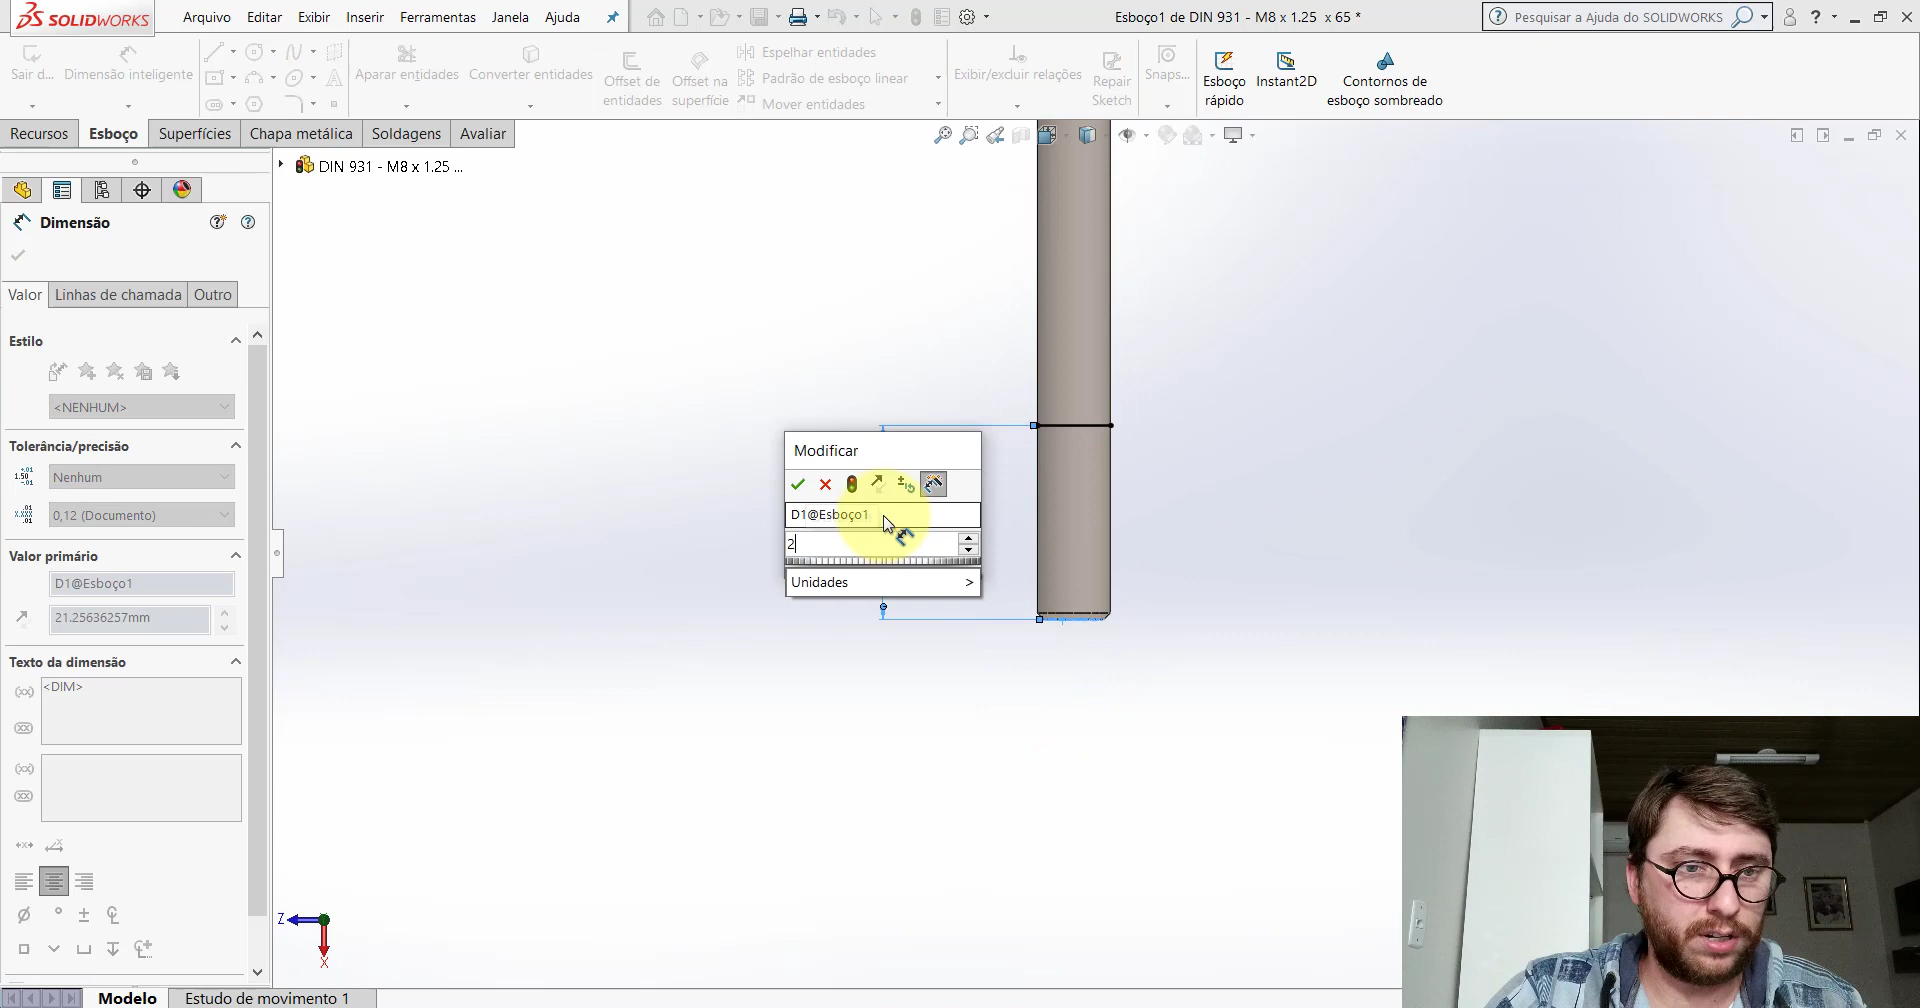 SOLIDWORKS
Arquivo Editar Exibir Inserir Ferramentas Janela Ajuda
Esboço1 de DIN 931 - M8 x 1.25 x 65 *
Pesquisar a Ajuda do SOLIDWORKS
Sair d...
Dimensão inteligente
Aparar entidades
Converter entidades
Offset de entidades
Offset na superfície
Espelhar entidades
Padrão de esboço linear
Mover entidades
Exibir/excluir relações
Repair Sketch
Snaps...
Esboço rápido
Instant2D
Contornos de esboço sombreado
Recursos Esboço Superfícies Chapa metálica Soldagens Avaliar
DIN 931 - M8 x 1.25 ...
Dimensão
Valor Linhas de chamada Outro
Estilo
<NENHUM>
Tolerância/precisão
Nenhum
0,12 (Documento)
Valor primário
D1@Esboço1
21.25636257mm
Texto da dimensão
<DIM>
Modificar
D1@Esboço1
2
Unidades >
Z
X
Modelo Estudo de movimento 1